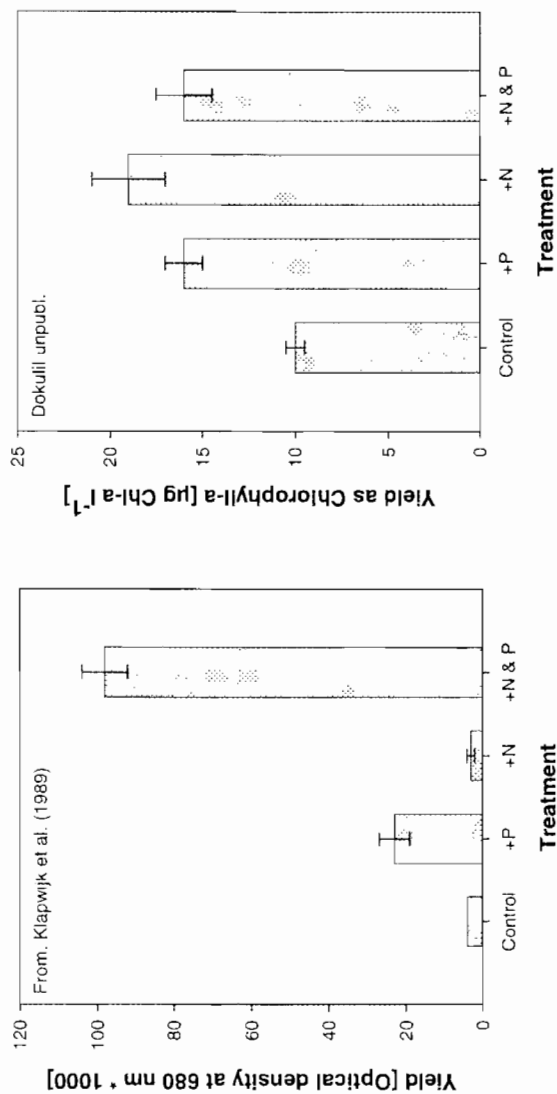 From. Klapwijk et al. (1989)
Yield [Optical density at 680 nm * 1000]
120
100
80
60
40
20
0
Control
+P
+N
+N & P
Treatment
Dokulil unpubl.
Yield as Chlorophyll-a [µg Chl-a l⁻¹]
25
20
15
10
5
0
Control
+P
+N
+N & P
Treatment